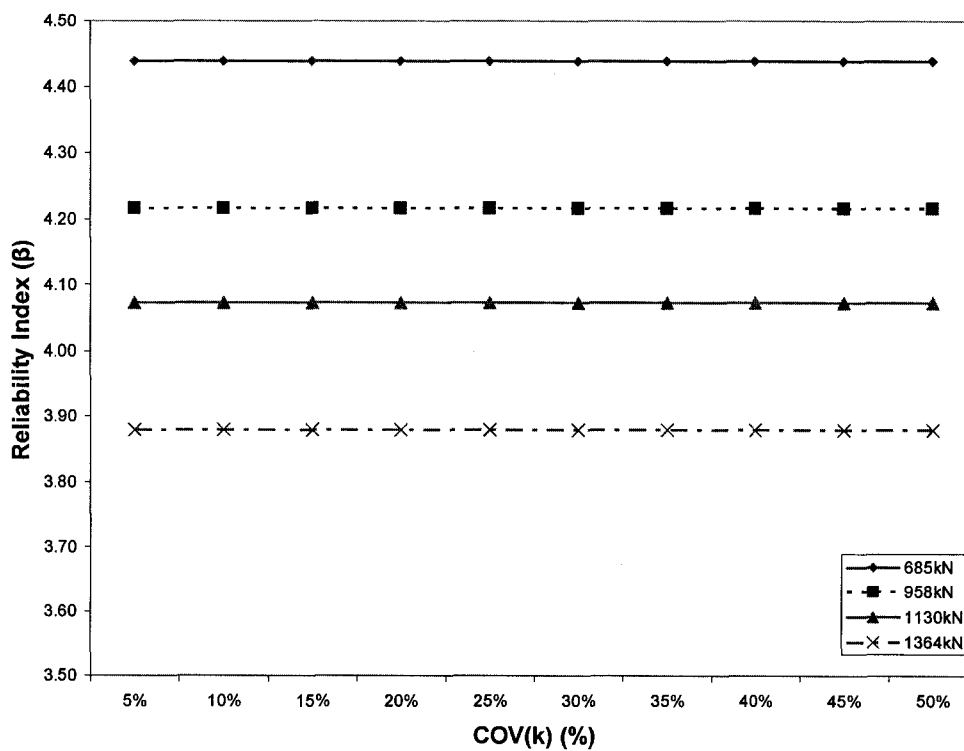 4.50
4.40
4.30
4.20
4.10
4.00
3.90
3.80
3.70
3.60
3.50
Reliability Index (β)
5% 10% 15% 20% 25% 30% 35% 40% 45% 50%
COV(k) (%)
685kN
958kN
1130kN
1364kN